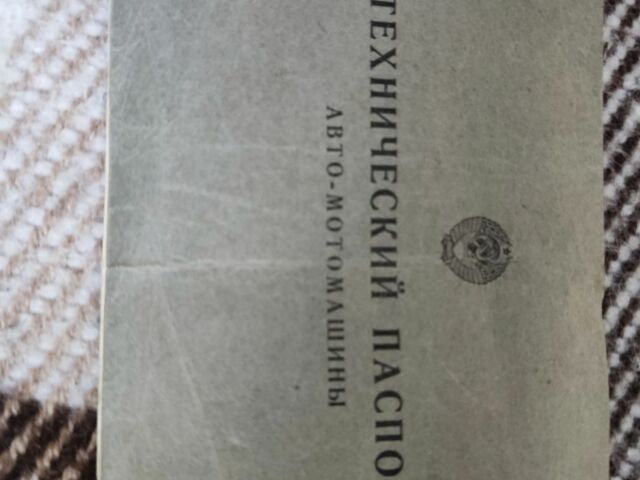 ТЕХНИЧЕСКИЙ ПАСПО
АВТО-МОТОМАШИНЫ